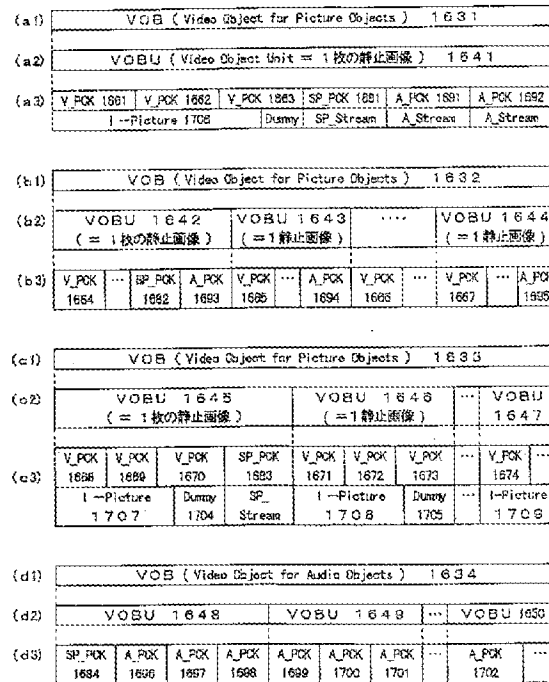 (a1) VOB (Video Object for Picture Objects) 1631
(a2) VOBU (Video Object Unit = 1枚の静止画像) 1641
(a3) V_PCK 1661 V_PCK 1662 V_PCK 1663 SP_PCK 1681 A_PCK 1691 A_PCK 1692
I-Picture 1706 Dummy SP_Stream A_Stream A_Stream
(b1) VOB (Video Object for Picture Objects) 1632
(b2) VOBU 1642 VOBU 1643 ････ VOBU 1644
(= 1枚の静止画像) (=1静止画像) (=1静止画像)
(b3) V_PCK … SP_PCK A_PCK V_PCK … A_PCK V_PCK … V_PCK … A_PCK
1664 1682 1693 1665 1694 1666 1667 1695
(c1) VOB (Video Object for Picture Objects) 1633
(c2) VOBU 1645 VOBU 1646 … VOBU
(= 1枚の静止画像) (=1静止画像) 1647
(c3) V_PCK V_PCK V_PCK SP_PCK V_PCK V_PCK V_PCK … V_PCK …
1668 1669 1670 1683 1671 1672 1673 1674
I-Picture Dummy SP_ I-Picture Dummy … I-Picture
1707 1704 Stream 1708 1705 1709
(d1) VOB (Video Object for Audio Objects) 1634
(d2) VOBU 1648 VOBU 1649 … VOBU 1650
(d3) SP_PCK A_PCK A_PCK A_PCK A_PCK A_PCK A_PCK … A_PCK …
1684 1696 1697 1698 1699 1700 1701 1702